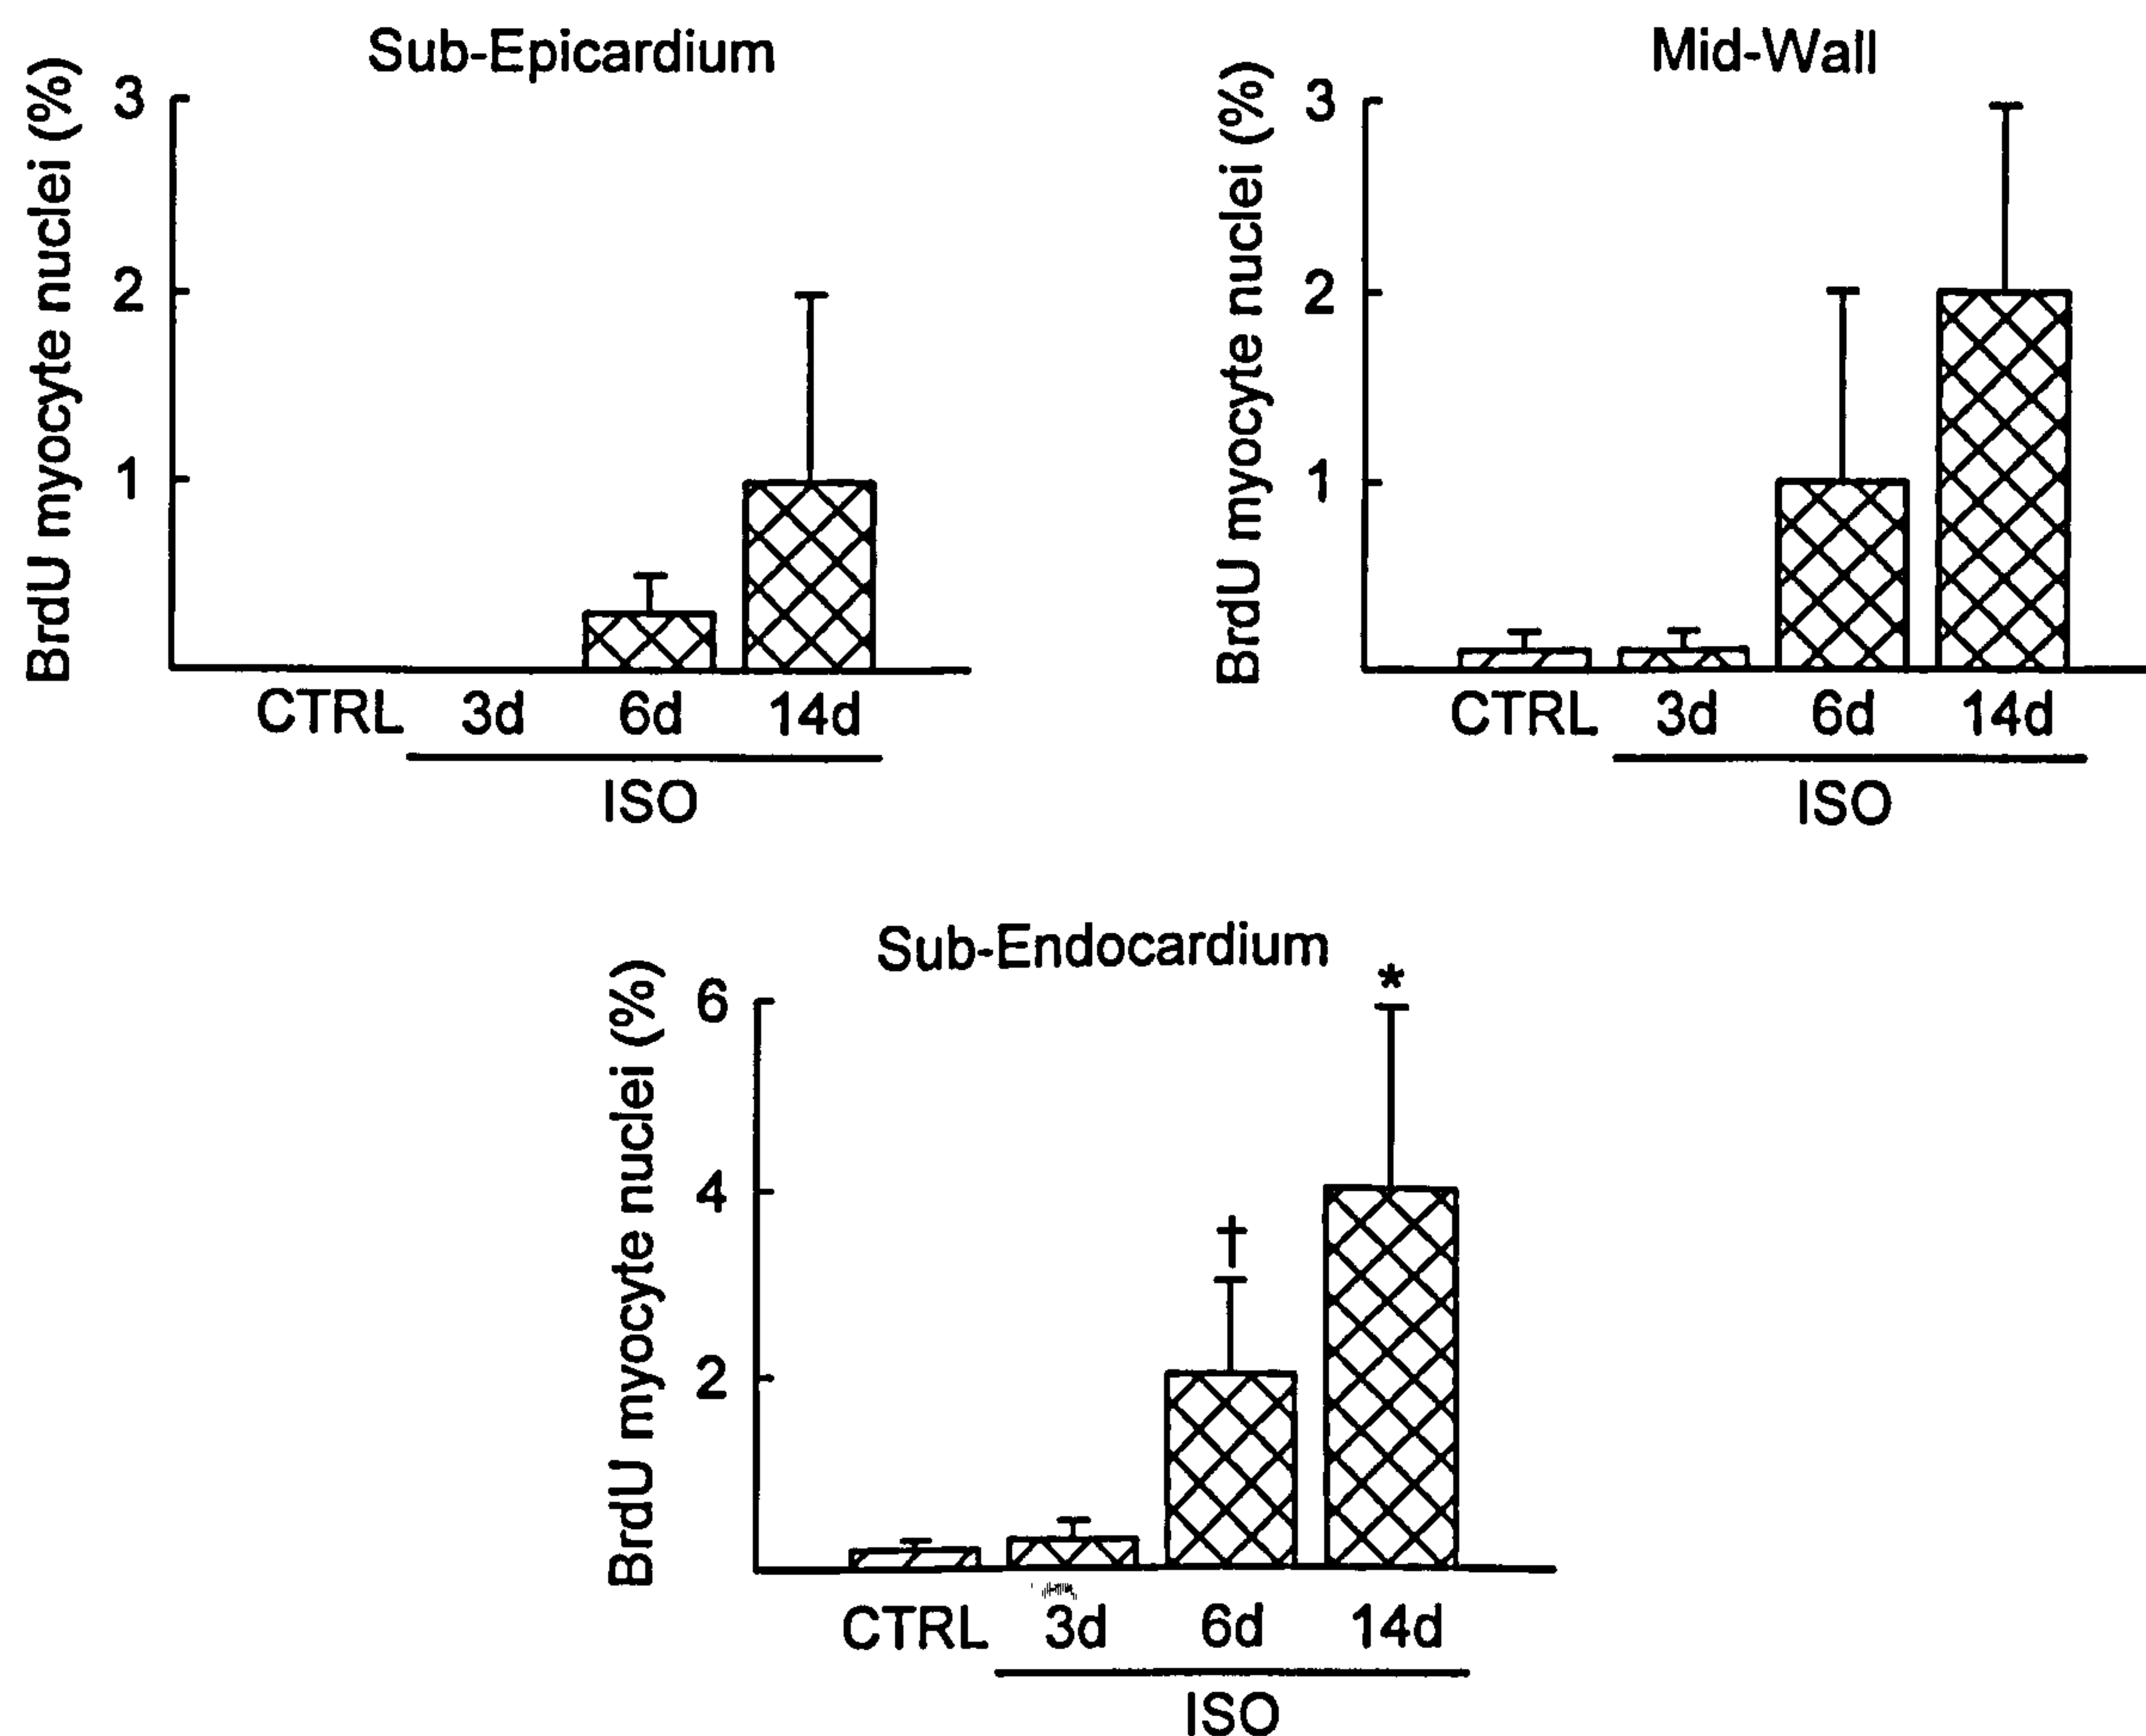 Sub-Epicardium
BrdU myocyte nuclei (%)
3
2
1
CTRL 3d 6d 14d
ISO
Mid-Wall
BrdU myocyte nuclei (%)
3
2
1
CTRL 3d 6d 14d
ISO
Sub-Endocardium
BrdU myocyte nuclei (%)
6
4
2
†
*
CTRL 3d 6d 14d
ISO